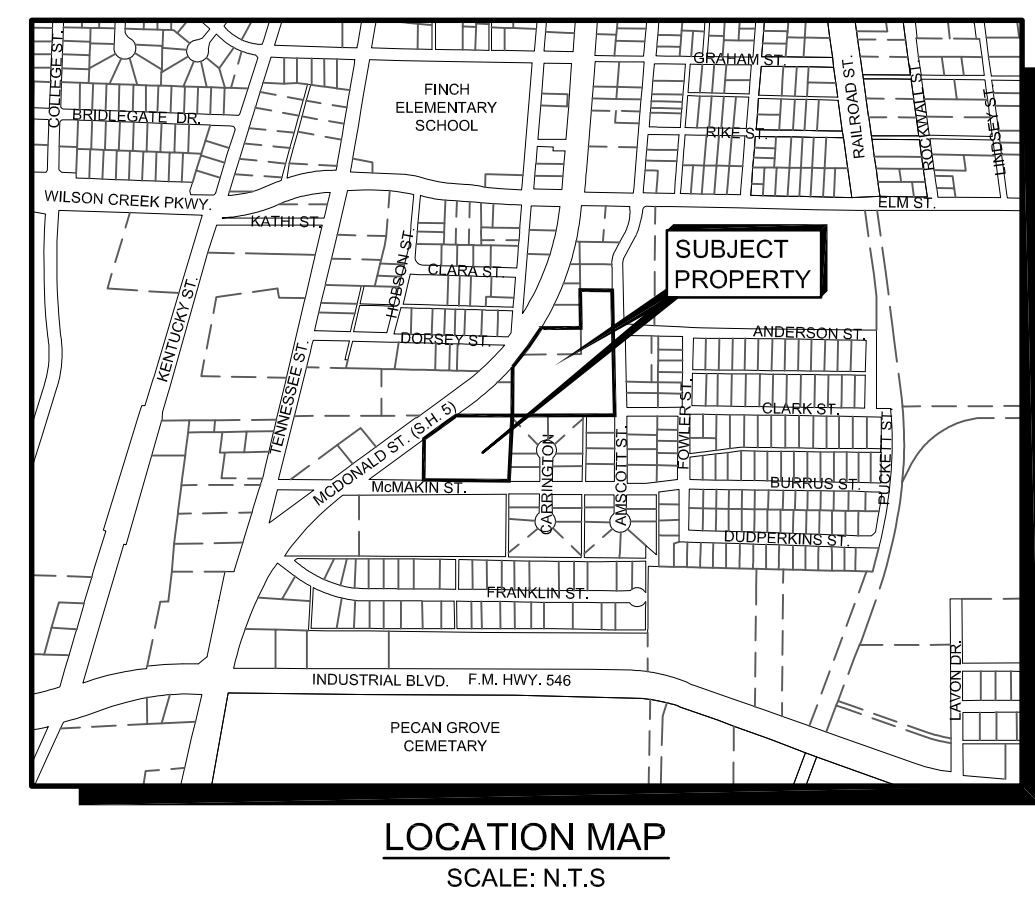 GRAHAM ST.
COLLEGE ST.
BRIDLEGATE DR.
FINCH
ELEMENTARY
SCHOOL
RIKE ST.
RAILROAD ST.
ROCKWALL ST.
LINDSEY ST.
WILSON CREEK PKWY.
ELM ST.
KATHI ST.
HOBSON ST.
CLARA ST.
SUBJECT
PROPERTY
KENTUCKY ST.
TENNESSEE ST.
DORSEY ST.
ANDERSON ST.
MCDONALD ST. (S.H. 5)
FOWLER ST.
CLARK ST.
PUCKETT ST.
McMAKIN ST.
CARRINGTON
AMSCOTT ST.
BURRUS ST.
DUDPERKINS ST.
FRANKLIN ST.
LAVON DR.
INDUSTRIAL BLVD. F.M. HWY. 546
PECAN GROVE
CEMETARY
LOCATION MAP
SCALE: N.T.S